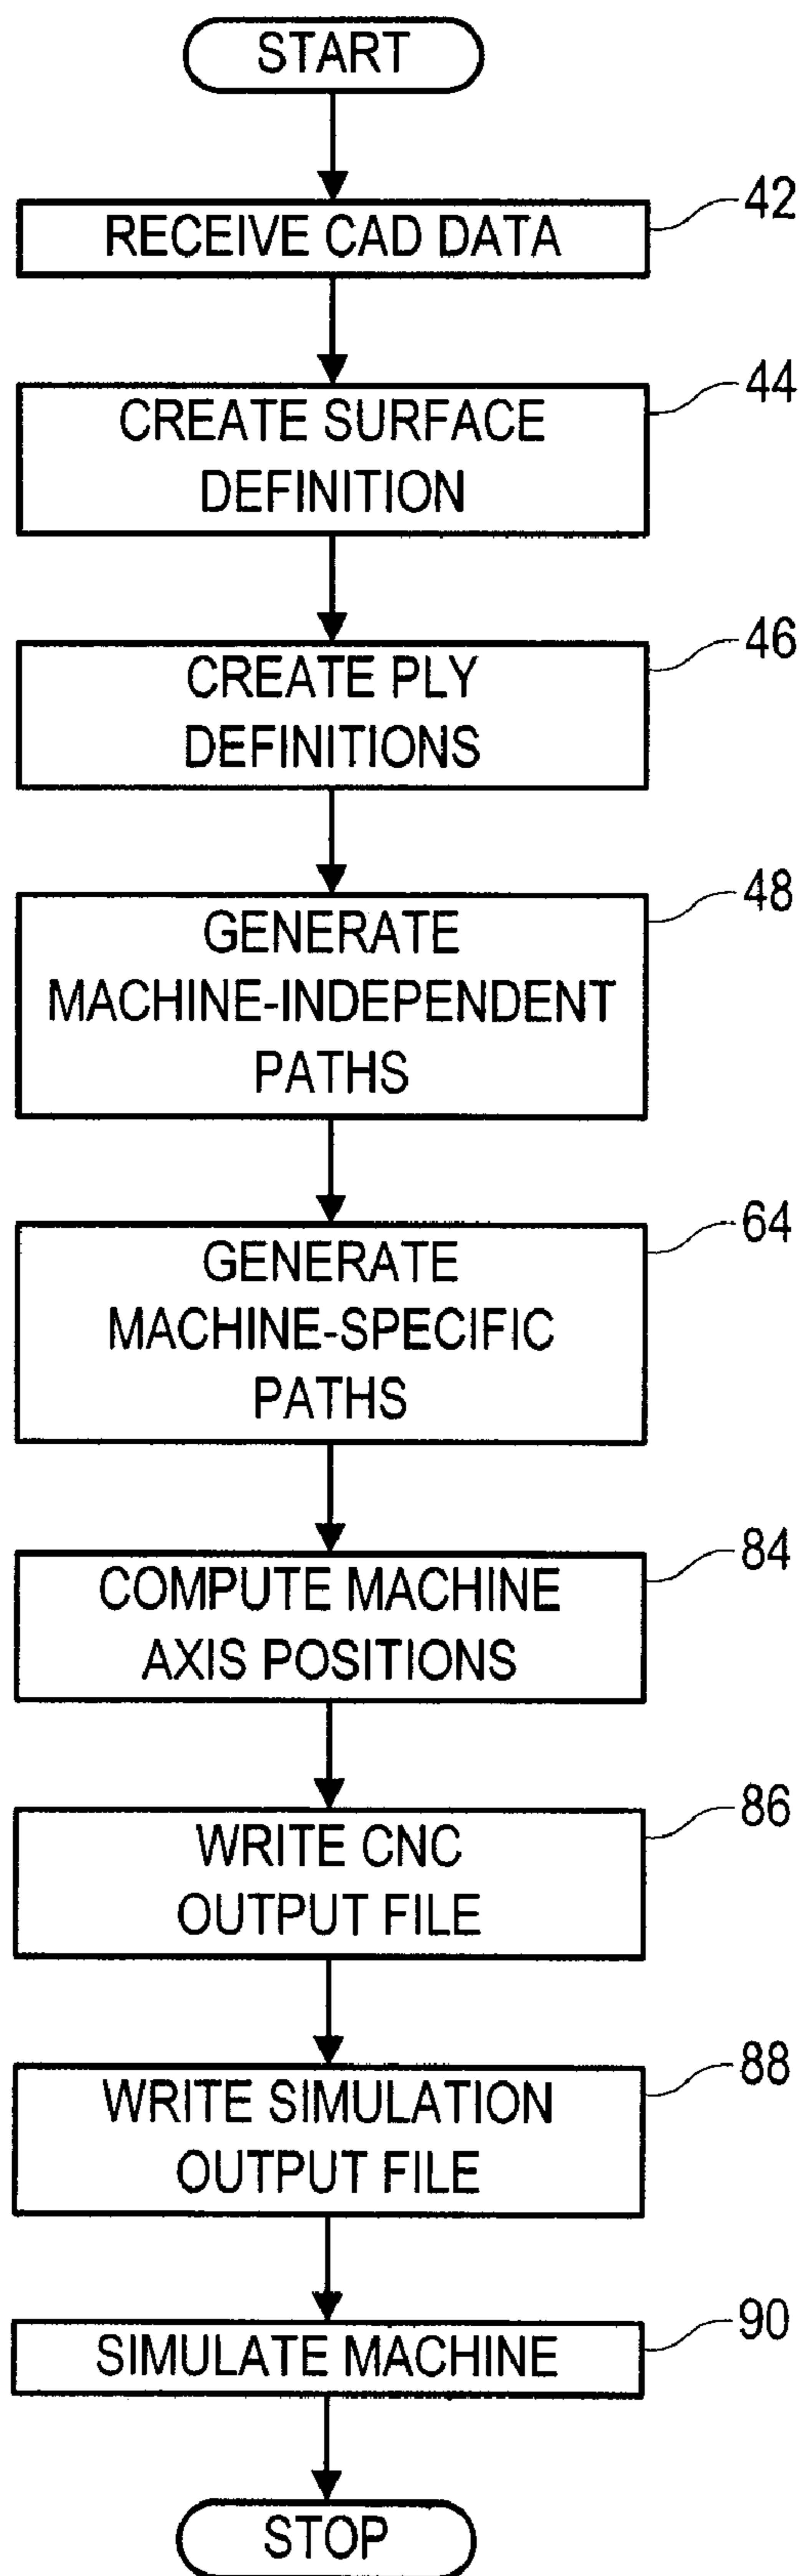 START
RECEIVE CAD DATA
42
CREATE SURFACE
DEFINITION
44
CREATE PLY
DEFINITIONS
46
GENERATE
MACHINE-INDEPENDENT
PATHS
48
GENERATE
MACHINE-SPECIFIC
PATHS
64
COMPUTE MACHINE
AXIS POSITIONS
84
WRITE CNC
OUTPUT FILE
86
WRITE SIMULATION
OUTPUT FILE
88
SIMULATE MACHINE
90
STOP